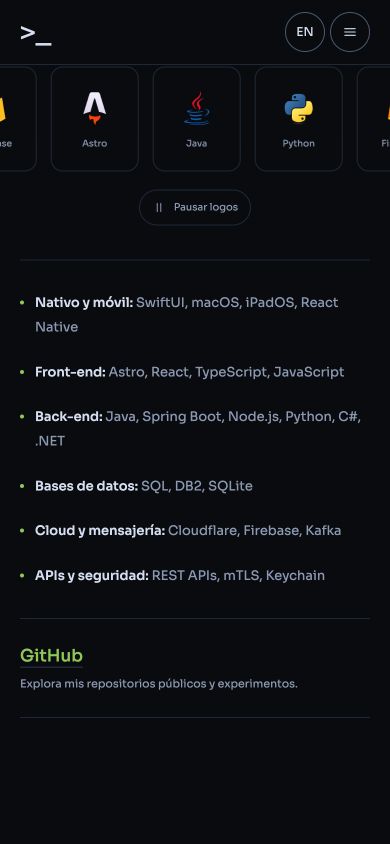 >_
EN
se
Astro
Java
Python
Fi
Pausar logos
Nativo y móvil: SwiftUI, macOS, iPadOS, React
Native
Front-end: Astro, React, TypeScript, JavaScript
Back-end: Java, Spring Boot, Node.js, Python, C#,
.NET
Bases de datos: SQL, DB2, SQLite
Cloud y mensajería: Cloudflare, Firebase, Kafka
APIs y seguridad: REST APIs, mTLS, Keychain
GitHub
Explora mis repositorios públicos y experimentos.